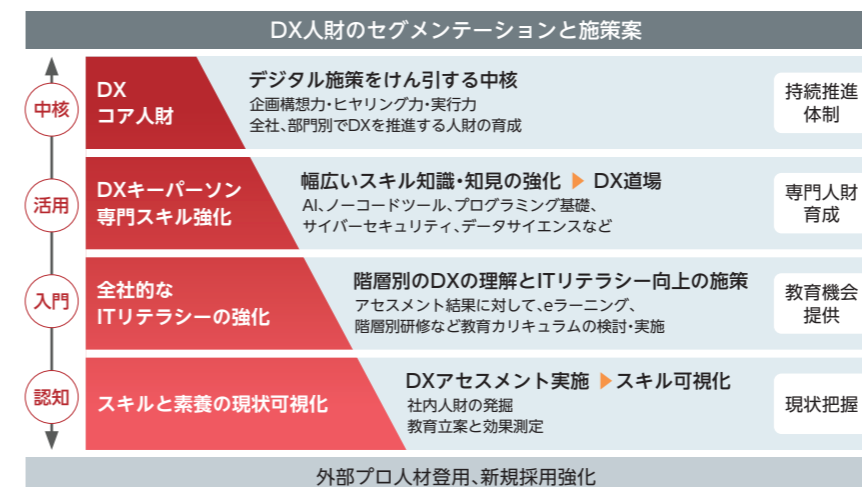 DX人財のセグメンテーションと施策案
中核
DX
コア人財
デジタル施策をけん引する中核
企画構想力・ヒヤリング力・実行力
全社、部門別でDXを推進する人財の育成
持続推進
体制
活用
DXキーパーソン
専門スキル強化
幅広いスキル知識・知見の強化 ▶ DX道場
AI、ノーコードツール、プログラミング基礎、
サイバーセキュリティ、データサイエンスなど
専門人財
育成
入門
全社的な
ITリテラシーの強化
階層別のDXの理解とITリテラシー向上の施策
アセスメント結果に対して、eラーニング、
階層別研修など教育カリキュラムの検討・実施
教育機会
提供
認知
スキルと素養の現状可視化
DXアセスメント実施 ▶ スキル可視化
社内人財の発掘
教育立案と効果測定
現状把握
外部プロ人材登用、新規採用強化